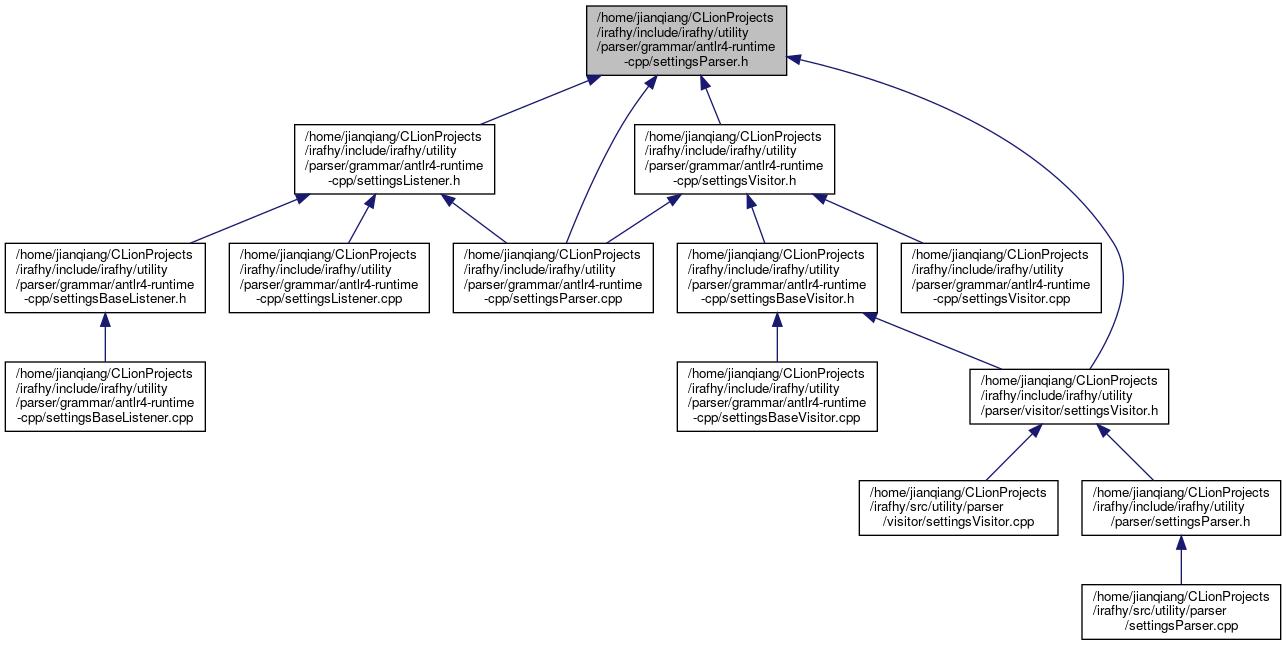 /home/jianqiang/CLionProjects
/irafhy/include/irafhy/utility
/parser/grammar/antlr4-runtime
-cpp/settingsParser.h
/home/jianqiang/CLionProjects
/irafhy/include/irafhy/utility
/parser/grammar/antlr4-runtime
-cpp/settingsListener.h
/home/jianqiang/CLionProjects
/irafhy/include/irafhy/utility
/parser/grammar/antlr4-runtime
-cpp/settingsVisitor.h
/home/jianqiang/CLionProjects
/irafhy/include/irafhy/utility
/parser/grammar/antlr4-runtime
-cpp/settingsBaseListener.h
/home/jianqiang/CLionProjects
/irafhy/include/irafhy/utility
/parser/grammar/antlr4-runtime
-cpp/settingsListener.cpp
/home/jianqiang/CLionProjects
/irafhy/include/irafhy/utility
/parser/grammar/antlr4-runtime
-cpp/settingsParser.cpp
/home/jianqiang/CLionProjects
/irafhy/include/irafhy/utility
/parser/grammar/antlr4-runtime
-cpp/settingsBaseVisitor.h
/home/jianqiang/CLionProjects
/irafhy/include/irafhy/utility
/parser/grammar/antlr4-runtime
-cpp/settingsVisitor.cpp
/home/jianqiang/CLionProjects
/irafhy/include/irafhy/utility
/parser/grammar/antlr4-runtime
-cpp/settingsBaseListener.cpp
/home/jianqiang/CLionProjects
/irafhy/include/irafhy/utility
/parser/grammar/antlr4-runtime
-cpp/settingsBaseVisitor.cpp
/home/jianqiang/CLionProjects
/irafhy/include/irafhy/utility
/parser/visitor/settingsVisitor.h
/home/jianqiang/CLionProjects
/irafhy/src/utility/parser
/visitor/settingsVisitor.cpp
/home/jianqiang/CLionProjects
/irafhy/include/irafhy/utility
/parser/settingsParser.h
/home/jianqiang/CLionProjects
/irafhy/src/utility/parser
/settingsParser.cpp